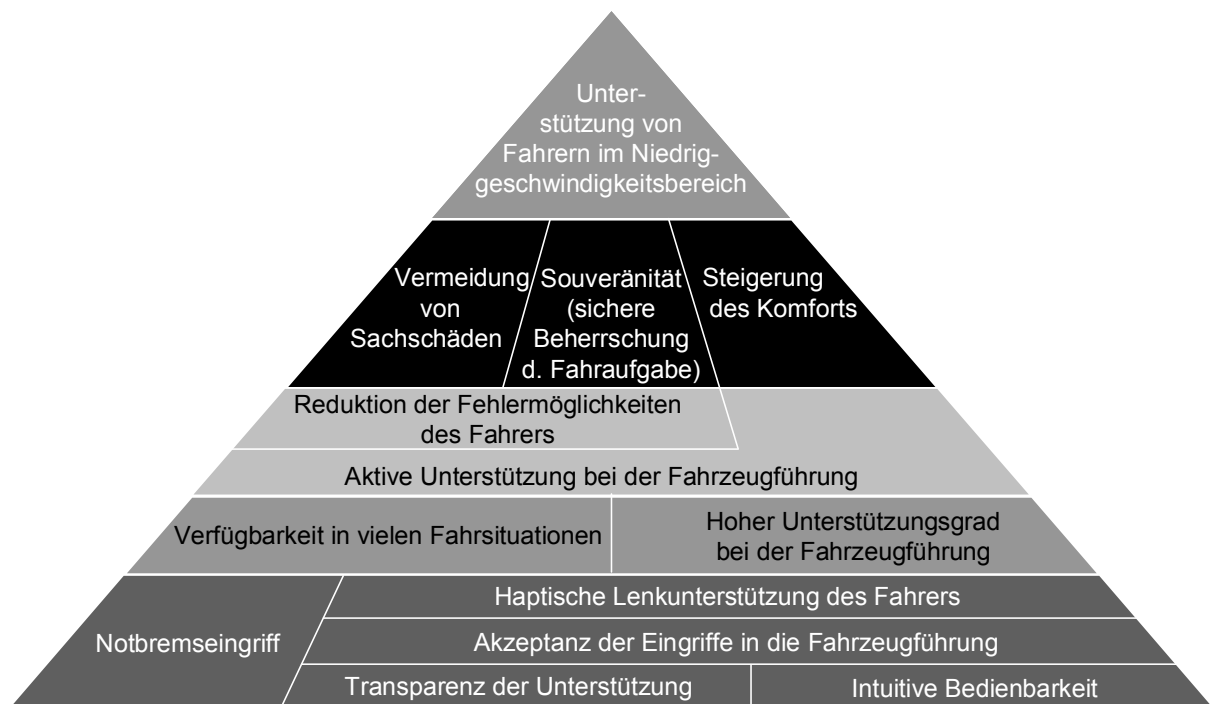 Unter-
stützung von
Fahrern im Niedrig-
geschwindigkeitsbereich
Vermeidung
von
Sachschäden
Souveränität
(sichere
Beherrschung
d. Fahraufgabe)
Steigerung
des Komforts
Reduktion der Fehlermöglichkeiten
des Fahrers
Aktive Unterstützung bei der Fahrzeugführung
Verfügbarkeit in vielen Fahrsituationen
Hoher Unterstützungsgrad
bei der Fahrzeugführung
Notbremseingriff
Haptische Lenkunterstützung des Fahrers
Akzeptanz der Eingriffe in die Fahrzeugführung
Transparenz der Unterstützung
Intuitive Bedienbarkeit